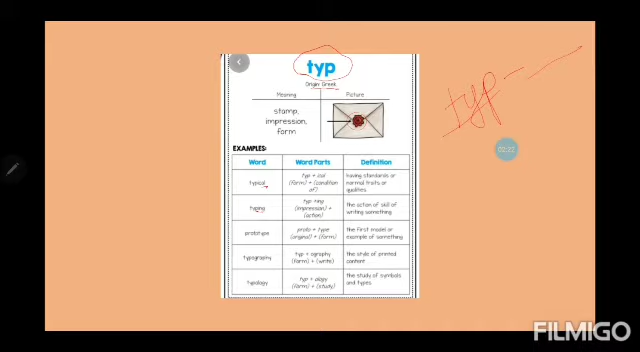 typ
Origin: Greek
Meaning Picture
stamp,
impression,
form
EXAMPLES:
Word Word Parts Definition
typical typ + ical (form) + (condition of) having standards or normal traits or qualities
typing typ + ing (impression) + (action) the action of skill of writing something
prototype proto + type (original) + (form) the first model or example of something
typography typ + ography (form) + (write) the style of printed content
typology typ + ology (form) + (study) the study of symbols and types
typ
02:22
FILMIGO